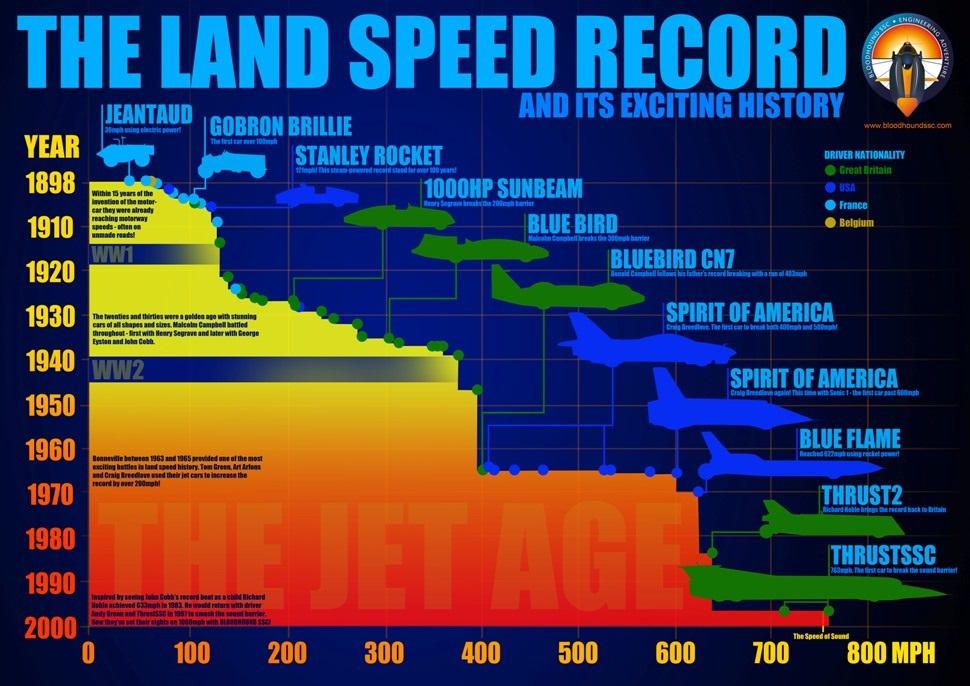 THE LAND SPEED RECORD
AND ITS EXCITING HISTORY
BLOODHOUND SSC • ENGINEERING ADVENTURE
www.bloodhoundssc.com
DRIVER NATIONALITY
Great Britain
USA
France
Belgium
YEAR
1898
1910
1920
1930
1940
1950
1960
1970
1980
1990
2000
JEANTAUD
39mph using electric power!
GOBRON BRILLIE
The first car over 100mph
STANLEY ROCKET
121mph! This steam-powered record stood for over 100 years!
1000HP SUNBEAM
Henry Segrave breaks the 200mph barrier
BLUE BIRD
Malcolm Campbell breaks the 300mph barrier
BLUEBIRD CN7
Donald Campbell follows his father's record breaking with a run of 403mph
SPIRIT OF AMERICA
Craig Breedlove. The first car to break both 400mph and 500mph!
SPIRIT OF AMERICA
Craig Breedlove again! This time with Sonic 1 - the first car past 600mph
BLUE FLAME
Reached 622mph using rocket power!
THRUST2
Richard Noble brings the record back to Britain
THRUSTSSC
763mph. The first car to break the sound barrier!
Within 15 years of the
invention of the motor-
car they were already
reaching motorway
speeds - often on
unmade roads!
WW1
The twenties and thirties were a golden age with stunning
cars of all shapes and sizes. Malcolm Campbell battled
throughout - first with Henry Segrave and later with George
Eyston and John Cobb.
WW2
Bonneville between 1963 and 1965 provided one of the most
exciting battles in land speed history. Tom Green, Art Arfons
and Craig Breedlove used their jet cars to increase the
record by over 200mph!
THE JET AGE
Inspired by seeing John Cobb's record boat as a child Richard
Noble achieved 633mph in 1983. He would return with driver
Andy Green and ThrustSSC in 1997 to smash the sound barrier.
Now they've set their sights on 1000mph with BLOODHOUND SSC!
The Speed of Sound
0 100 200 300 400 500 600 700 800 MPH